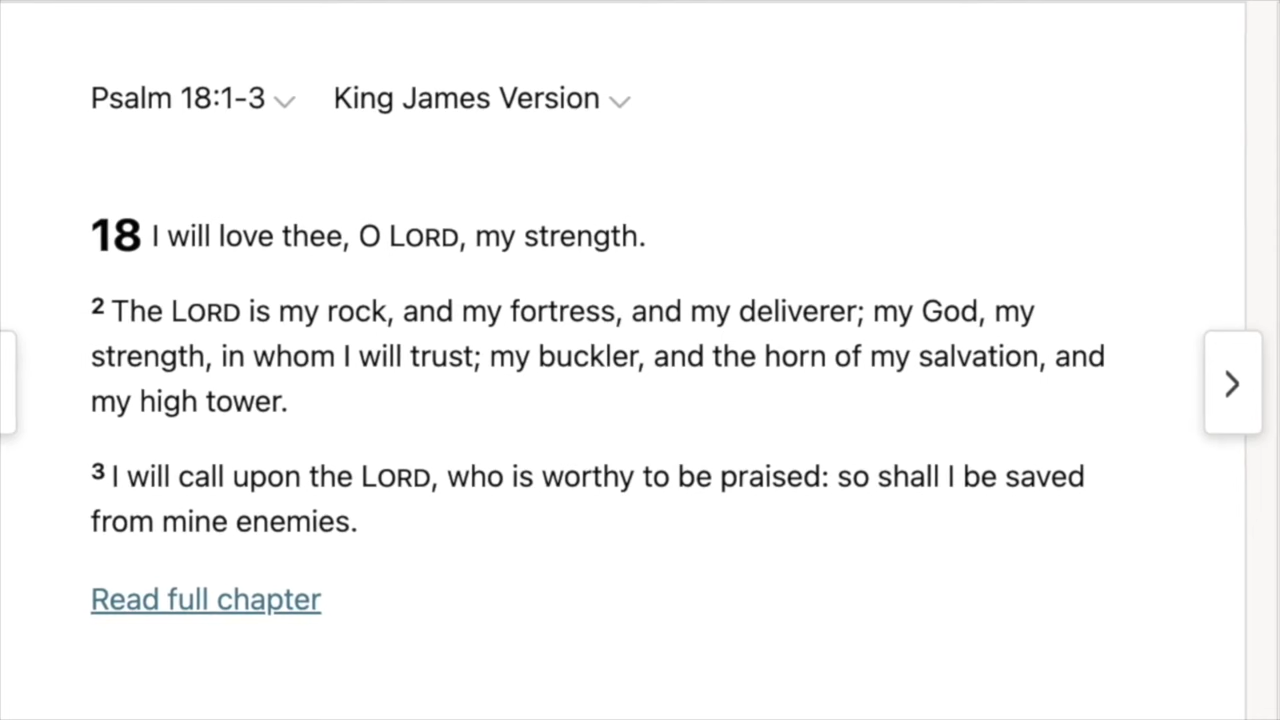 Psalm 18:1-3 King James Version
18 I will love thee, O LORD, my strength.
2 The LORD is my rock, and my fortress, and my deliverer; my God, my
strength, in whom I will trust; my buckler, and the horn of my salvation, and
my high tower.
3 I will call upon the LORD, who is worthy to be praised: so shall I be saved
from mine enemies.
Read full chapter